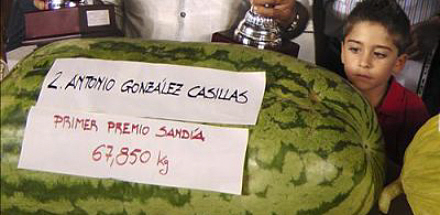 2. ANTONIO GONZÁLEZ CASILLAS
PRIMER PREMIO SANDÍA
67,850 kg